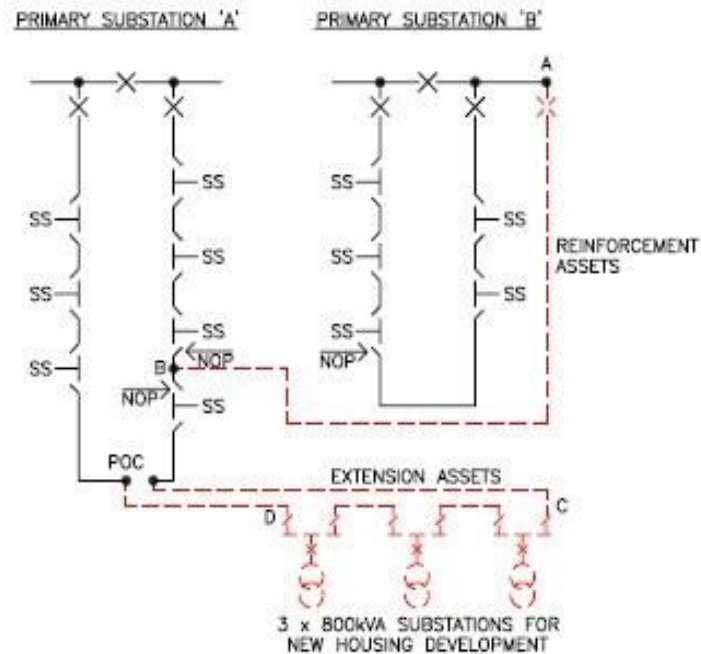 PRIMARY SUBSTATION 'A'
PRIMARY SUBSTATION 'B'
A
SS
SS
SS
SS
SS
SS
SS
SS
SS
SS
SS
REINFORCEMENT
ASSETS
NOP
B
NOP
NOP
SS
POC
EXTENSION ASSETS
D
C
3 x 800kVA SUBSTATIONS FOR
NEW HOUSING DEVELOPMENT